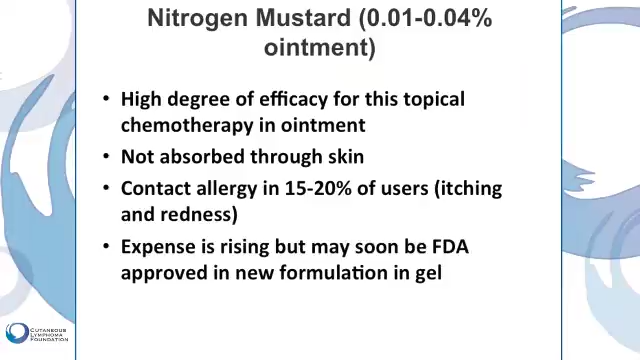 Nitrogen Mustard (0.01-0.04%
ointment)
• High degree of efficacy for this topical
chemotherapy in ointment
• Not absorbed through skin
• Contact allergy in 15-20% of users (itching
and redness)
• Expense is rising but may soon be FDA
approved in new formulation in gel
CUTANEOUS
LYMPHOMA
FOUNDATION